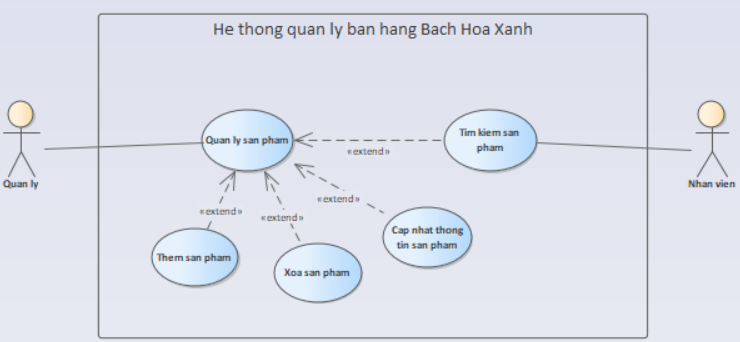 He thong quan ly ban hang Bach Hoa Xanh
Quan ly san pham
Tim kiem san
pham
«extend»
Quan ly
Nhan vien
«extend»
«extend»
«extend»
Cap nhat thong
tin san pham
Them san pham
Xoa san pham